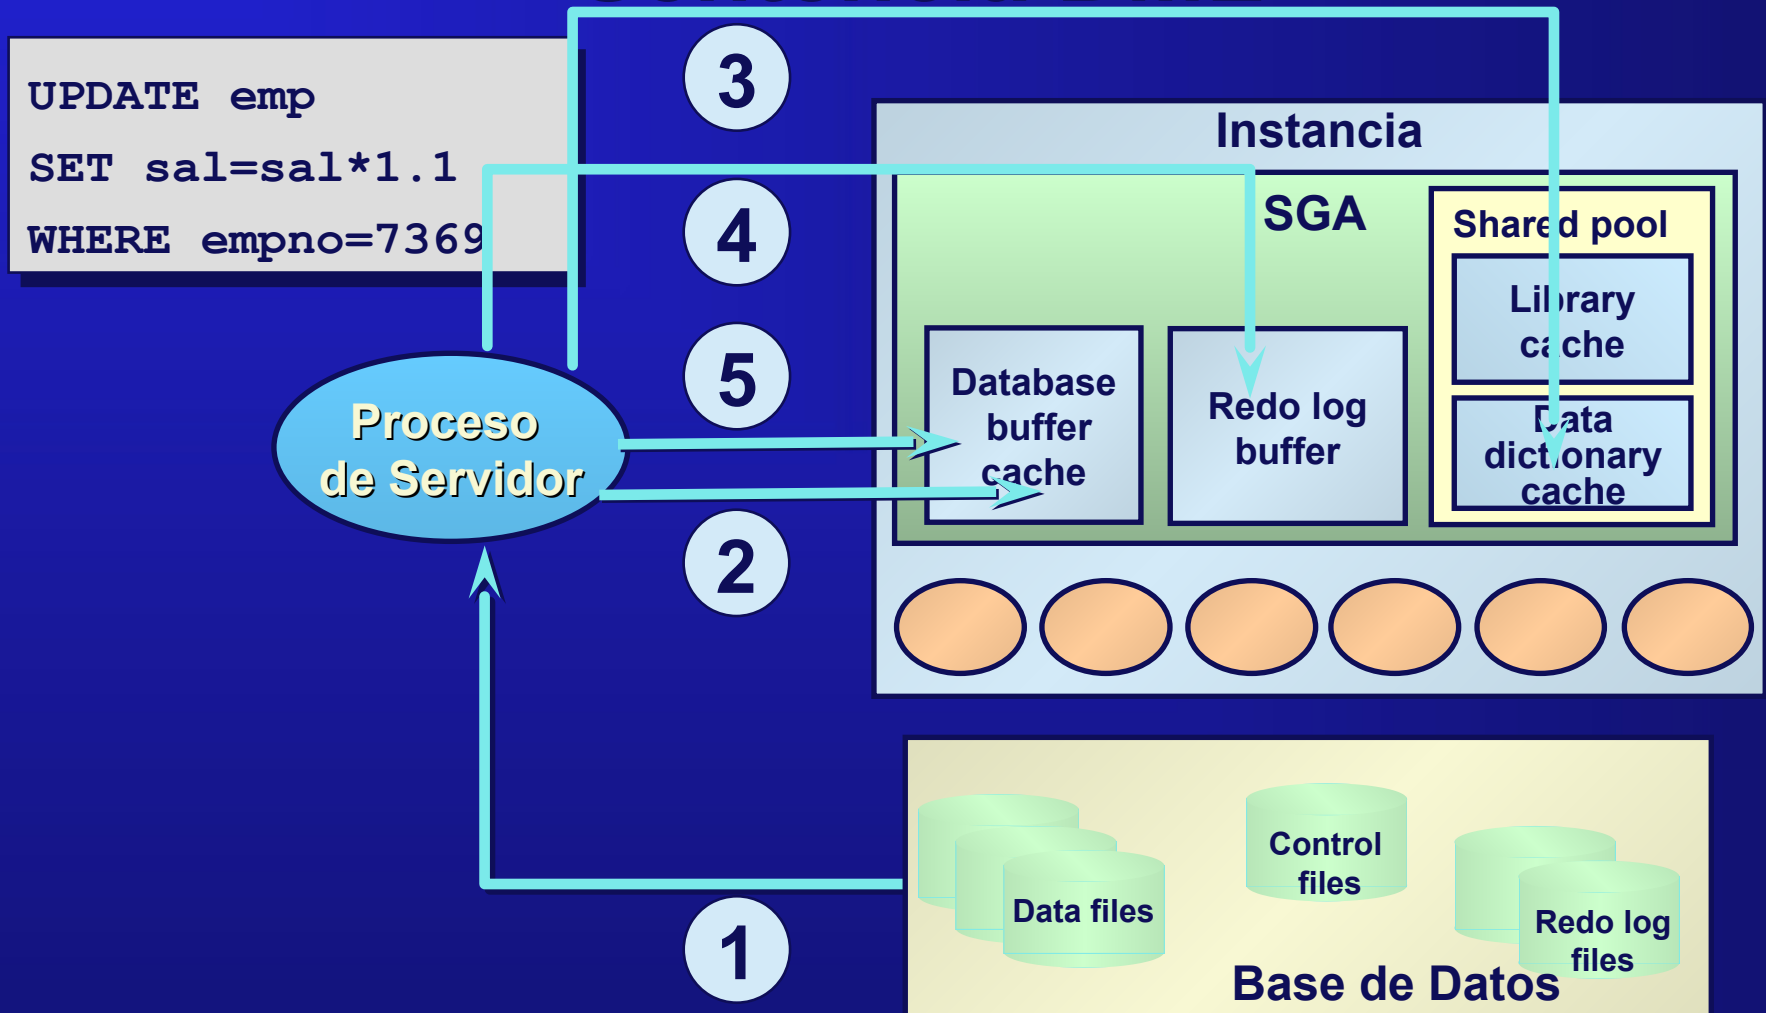 UPDATE emp
SET sal=sal*1.1
WHERE empno=7369
3
4
5
2
1
Proceso
de Servidor
Instancia
SGA
Shared pool
Library
cache
Data
dictionary
cache
Database
buffer
cache
Redo log
buffer
Control
files
Data files
Redo log
files
Base de Datos